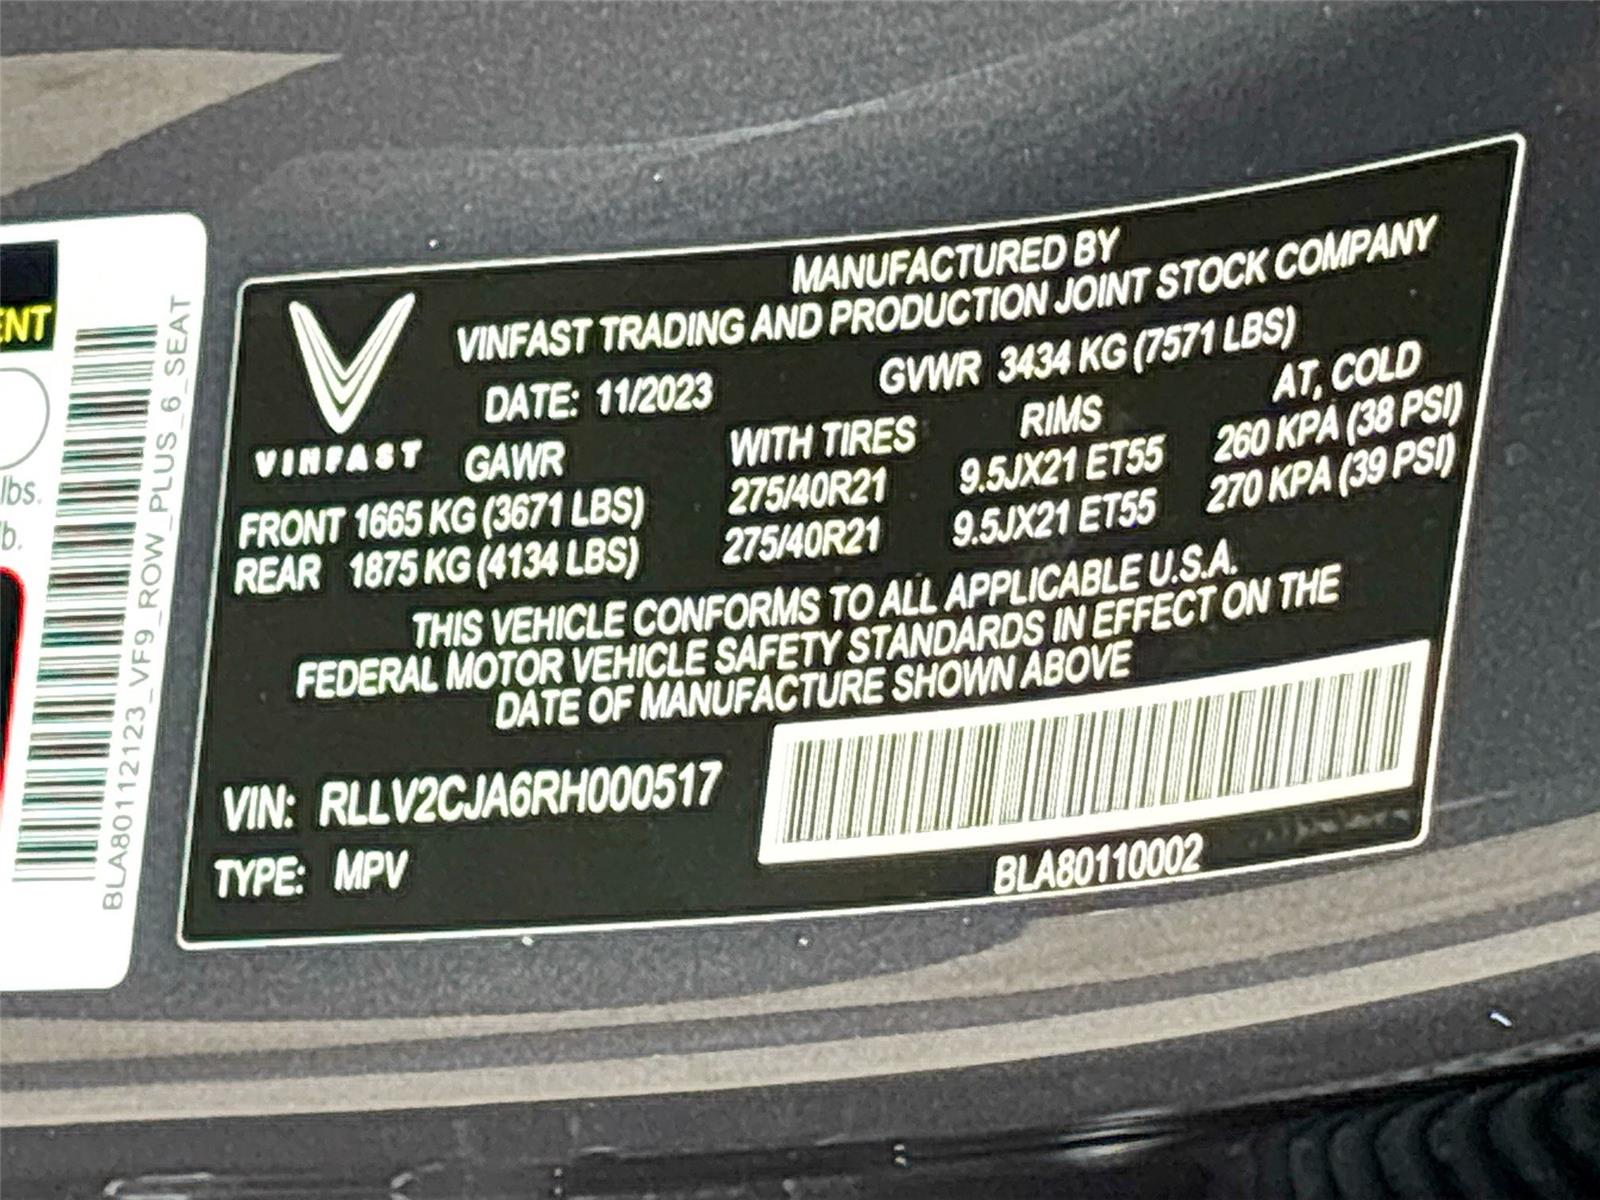 ENT
lbs.
b.
BLA80112123_VF9_ROW_PLUS_6_SEAT
MANUFACTURED BY
VINFAST TRADING AND PRODUCTION JOINT STOCK COMPANY
DATE: 11/2023 GVWR 3434 KG (7571 LBS)
VINFAST GAWR WITH TIRES RIMS AT, COLD
FRONT 1665 KG (3671 LBS) 275/40R21 9.5JX21 ET55 260 KPA (38 PSI)
REAR 1875 KG (4134 LBS) 275/40R21 9.5JX21 ET55 270 KPA (39 PSI)
THIS VEHICLE CONFORMS TO ALL APPLICABLE U.S.A.
FEDERAL MOTOR VEHICLE SAFETY STANDARDS IN EFFECT ON THE
DATE OF MANUFACTURE SHOWN ABOVE
VIN: RLLV2CJA6RH000517
TYPE: MPV
BLA80110002